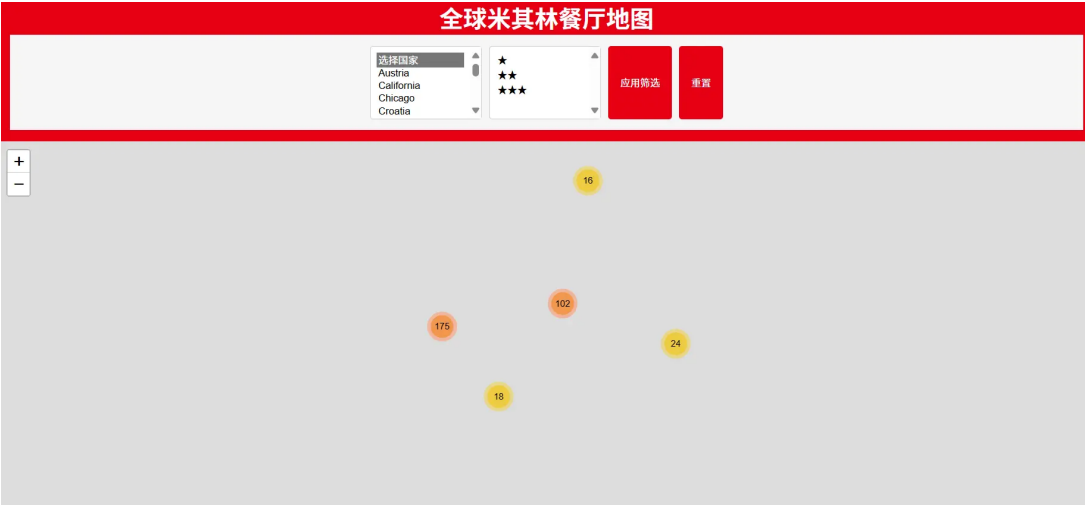 全球米其林餐厅地图
选择国家
Austria
California
Chicago
Croatia
★
★★
★★★
应用筛选
重置
+
−
16
102
175
24
18